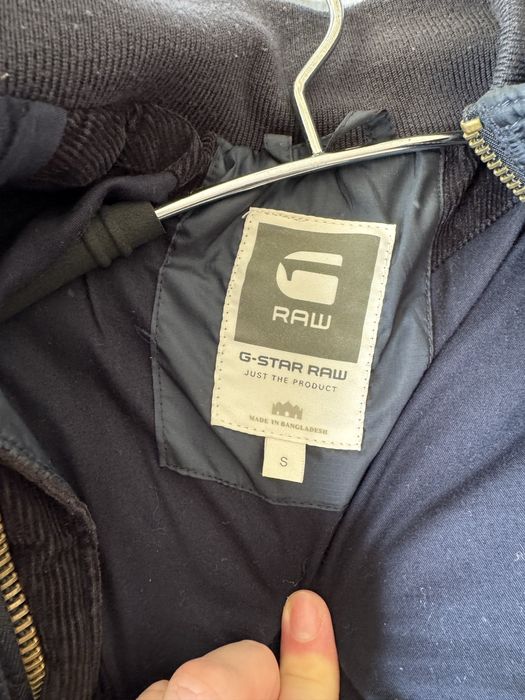 G
RAW
G-STAR RAW
JUST THE PRODUCT
MADE IN BANGLADESH
S